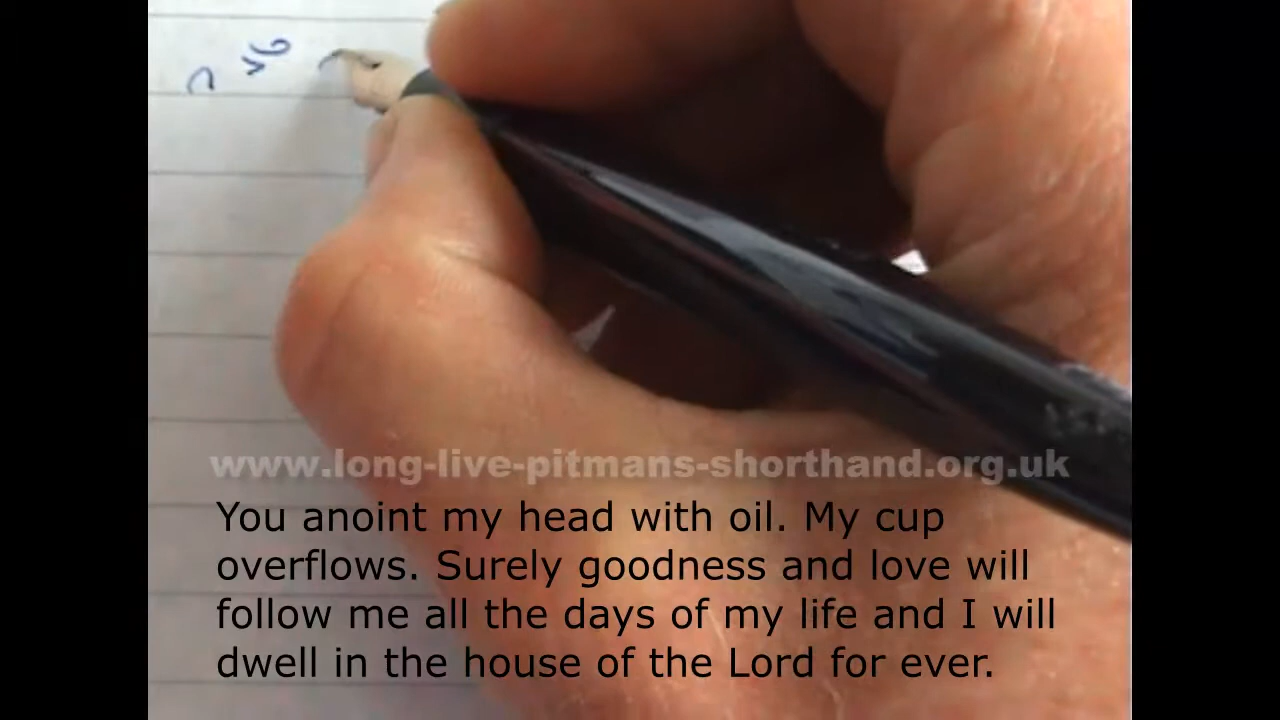 www.long-live-pitmans-shorthand.org.uk
You anoint my head with oil. My cup
overflows. Surely goodness and love will
follow me all the days of my life and I will
dwell in the house of the Lord for ever.